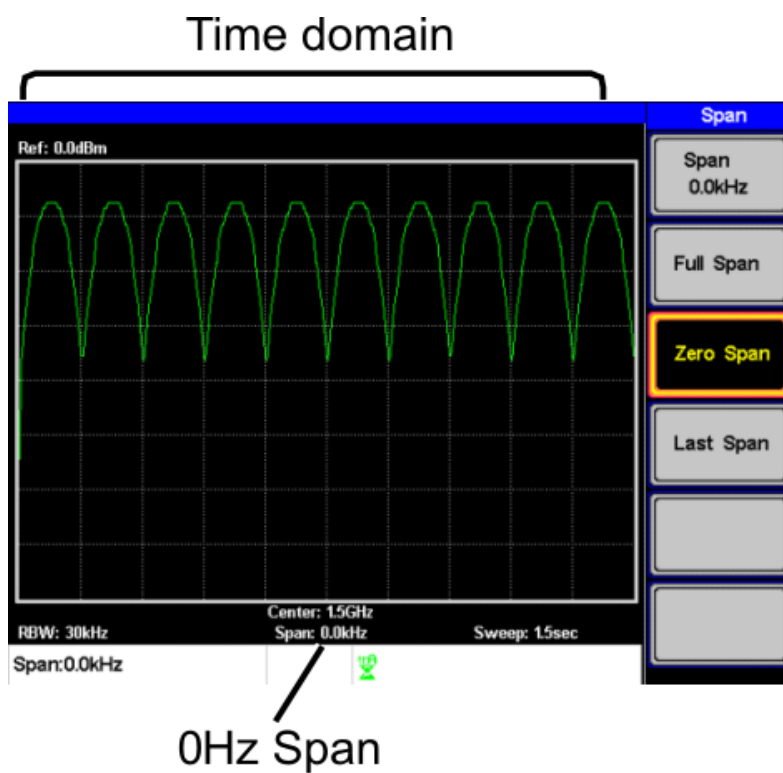 Time domain
Span
Ref: 0.0dBm
Span
0.0kHz
Full Span
Zero Span
Last Span
Center: 1.5GHz
RBW: 30kHz Span: 0.0kHz Sweep: 1.5sec
Span:0.0kHz
0Hz Span